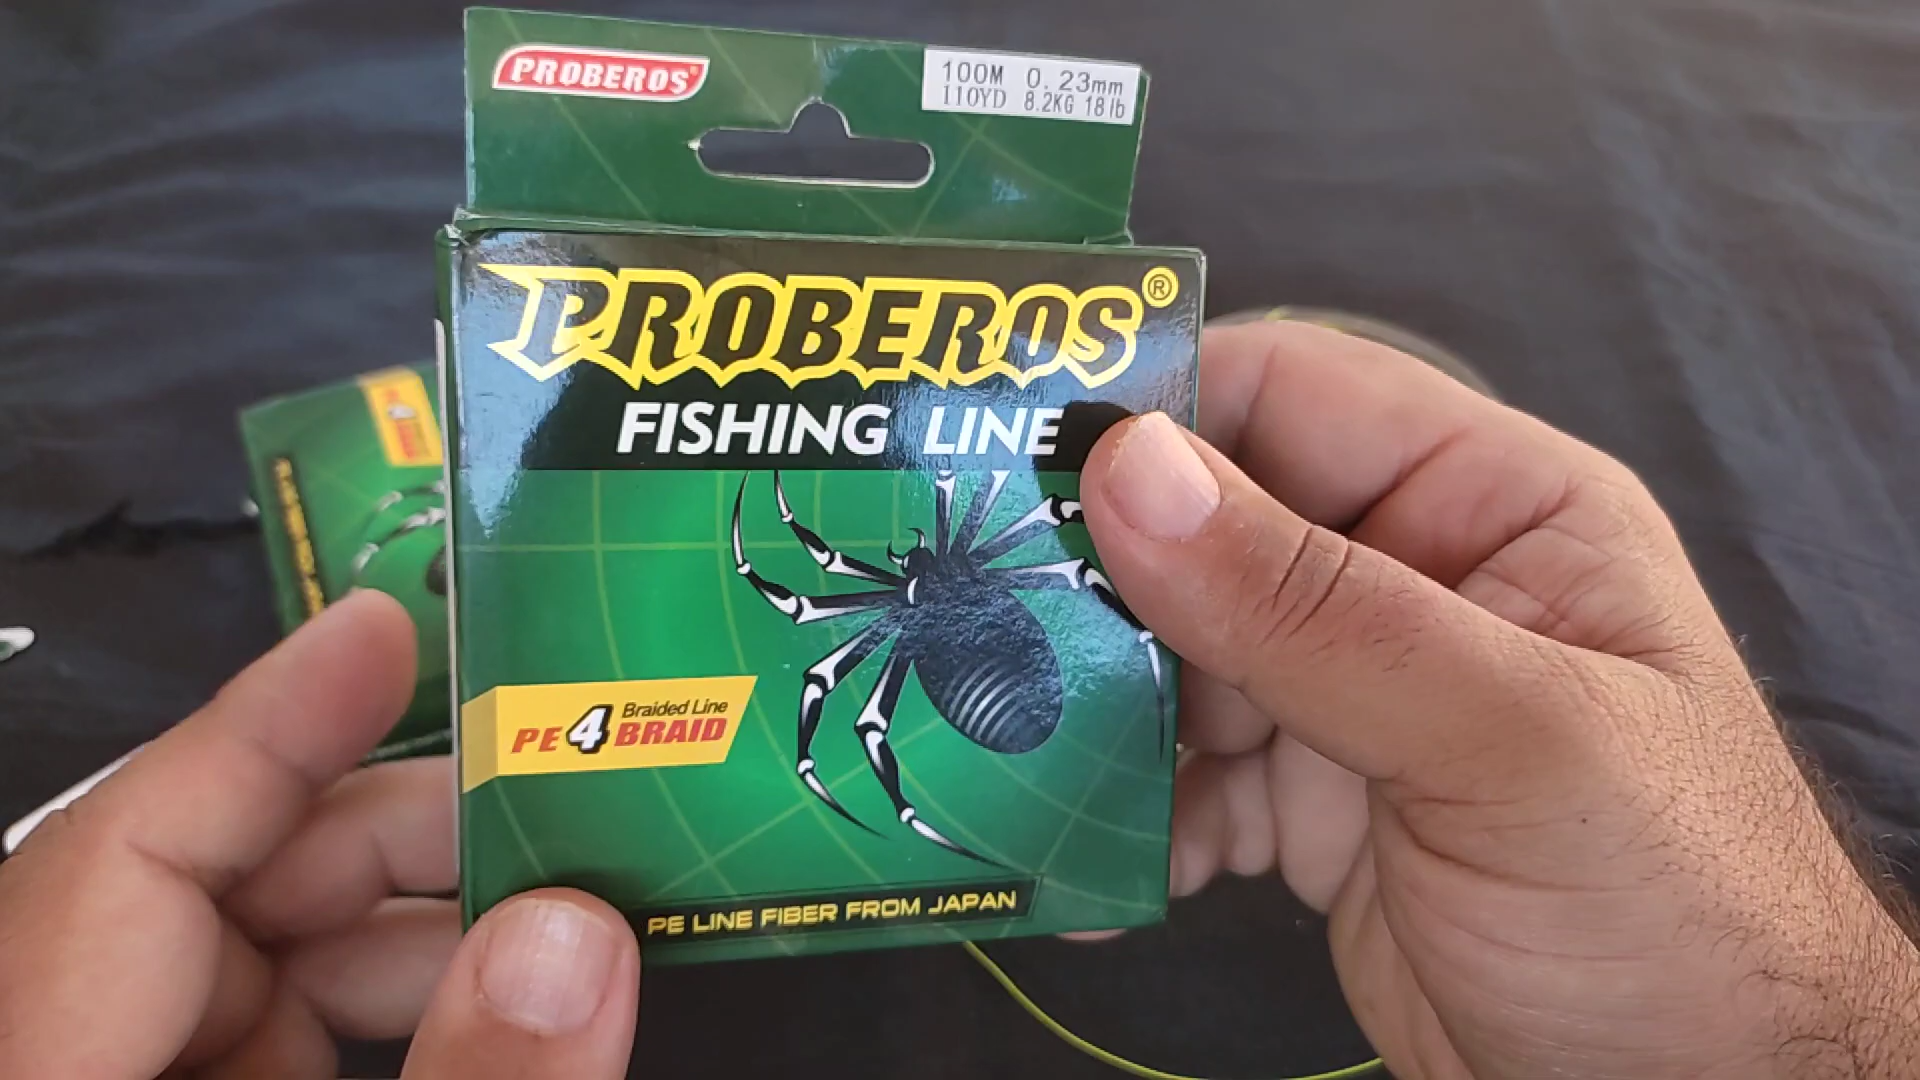 PROBEROS®
100M 0.23mm
110YD 8.2KG 18lb
PROBEROS®
FISHING LINE
Braided Line
PE 4 BRAID
PE LINE FIBER FROM JAPAN